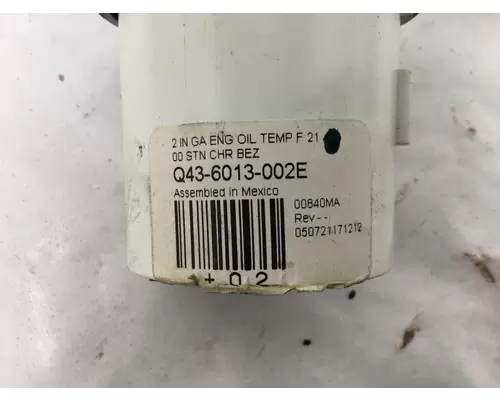 2 IN GA ENG OIL TEMP F 21
00 STN CHR BEZ
Q43-6013-002E
Assembled in Mexico
00840MA
Rev - -
050721171212
+ 0 2